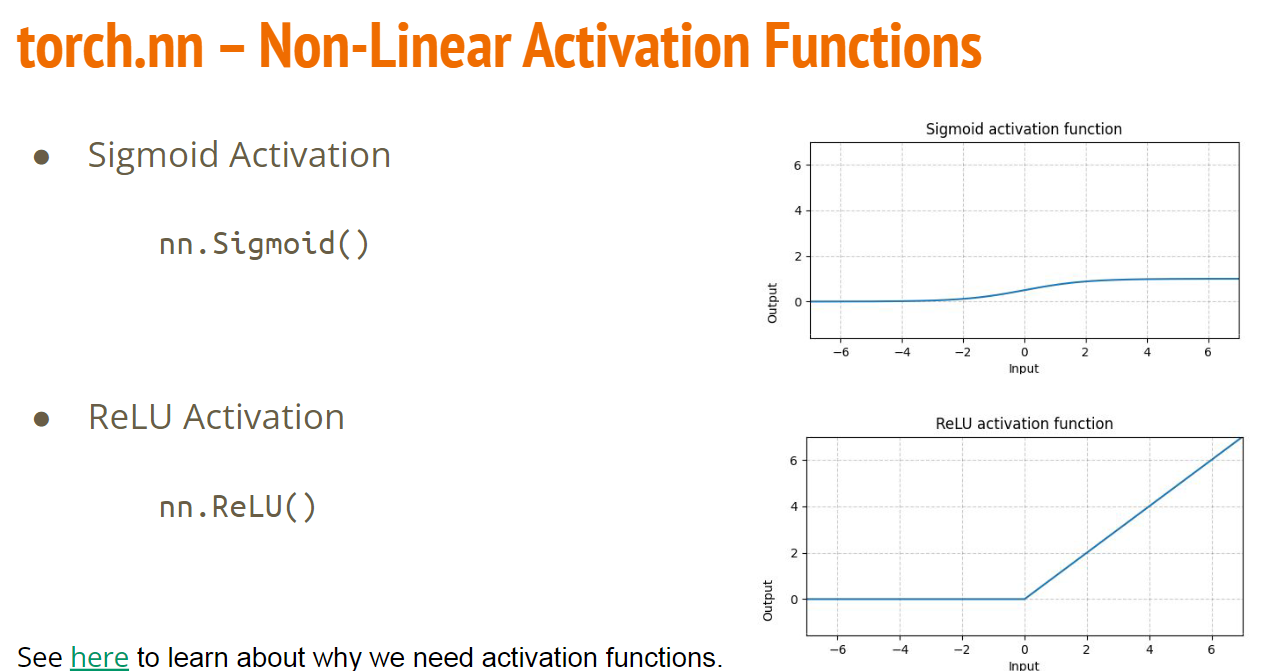 torch.nn – Non-Linear Activation Functions
● Sigmoid Activation
nn.Sigmoid()
Sigmoid activation function
6
4
2
0
Output
−6 −4 −2 0 2 4 6
Input
● ReLU Activation
nn.ReLU()
ReLU activation function
6
4
2
0
Output
−6 −4 −2 0 2 4 6
Input
See here to learn about why we need activation functions.